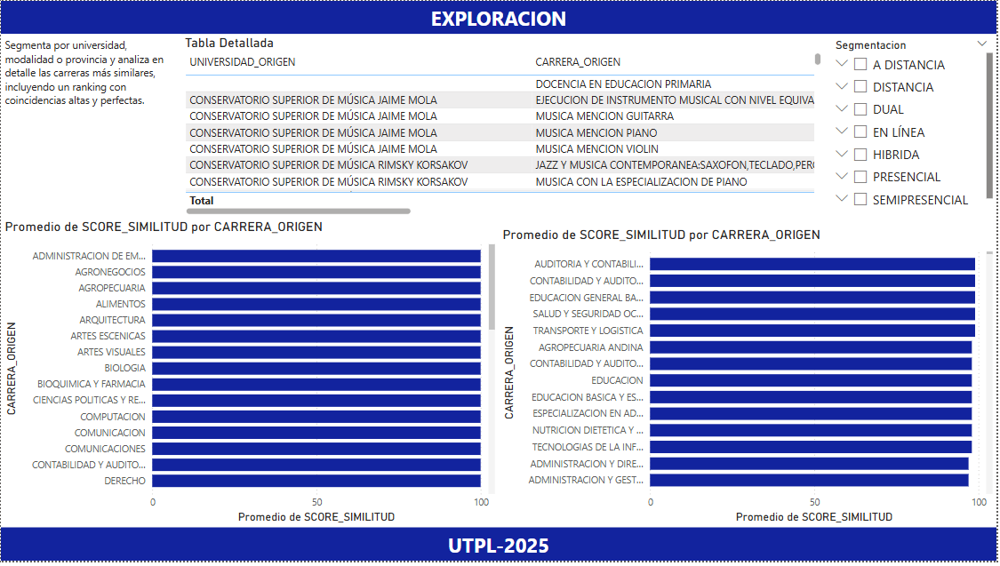 EXPLORACION
Segmenta por universidad,
modalidad o provincia y analiza en
detalle las carreras más similares,
incluyendo un ranking con
coincidencias altas y perfectas.
Tabla Detallada
UNIVERSIDAD_ORIGEN CARRERA_ORIGEN
DOCENCIA EN EDUCACION PRIMARIA
CONSERVATORIO SUPERIOR DE MÚSICA JAIME MOLA EJECUCION DE INSTRUMENTO MUSICAL CON NIVEL EQUIVA
CONSERVATORIO SUPERIOR DE MÚSICA JAIME MOLA MUSICA MENCION GUITARRA
CONSERVATORIO SUPERIOR DE MÚSICA JAIME MOLA MUSICA MENCION PIANO
CONSERVATORIO SUPERIOR DE MÚSICA JAIME MOLA MUSICA MENCION VIOLIN
CONSERVATORIO SUPERIOR DE MÚSICA RIMSKY KORSAKOV JAZZ Y MUSICA CONTEMPORANEA:SAXOFON,TECLADO,PERC
CONSERVATORIO SUPERIOR DE MÚSICA RIMSKY KORSAKOV MUSICA CON LA ESPECIALIZACION DE PIANO
Total
Segmentacion
A DISTANCIA
DISTANCIA
DUAL
EN LÍNEA
HIBRIDA
PRESENCIAL
SEMIPRESENCIAL
Promedio de SCORE_SIMILITUD por CARRERA_ORIGEN
CARRERA_ORIGEN
ADMINISTRACION DE EM...
AGRONEGOCIOS
AGROPECUARIA
ALIMENTOS
ARQUITECTURA
ARTES ESCENICAS
ARTES VISUALES
BIOLOGIA
BIOQUIMICA Y FARMACIA
CIENCIAS POLITICAS Y RE...
COMPUTACION
COMUNICACION
COMUNICACIONES
CONTABILIDAD Y AUDITO...
DERECHO
0 50 100
Promedio de SCORE_SIMILITUD
Promedio de SCORE_SIMILITUD por CARRERA_ORIGEN
CARRERA_ORIGEN
AUDITORIA Y CONTABILI...
CONTABILIDAD Y AUDITO...
EDUCACION GENERAL BA...
SALUD Y SEGURIDAD OC...
TRANSPORTE Y LOGISTICA
AGROPECUARIA ANDINA
CONTABILIDAD Y AUDITO...
EDUCACION
EDUCACION BASICA Y ES...
ESPECIALIZACION EN AD...
NUTRICION DIETETICA Y ...
TECNOLOGIAS DE LA INF...
ADMINISTRACION Y DIRE...
ADMINISTRACION Y GEST...
0 50 100
Promedio de SCORE_SIMILITUD
UTPL-2025